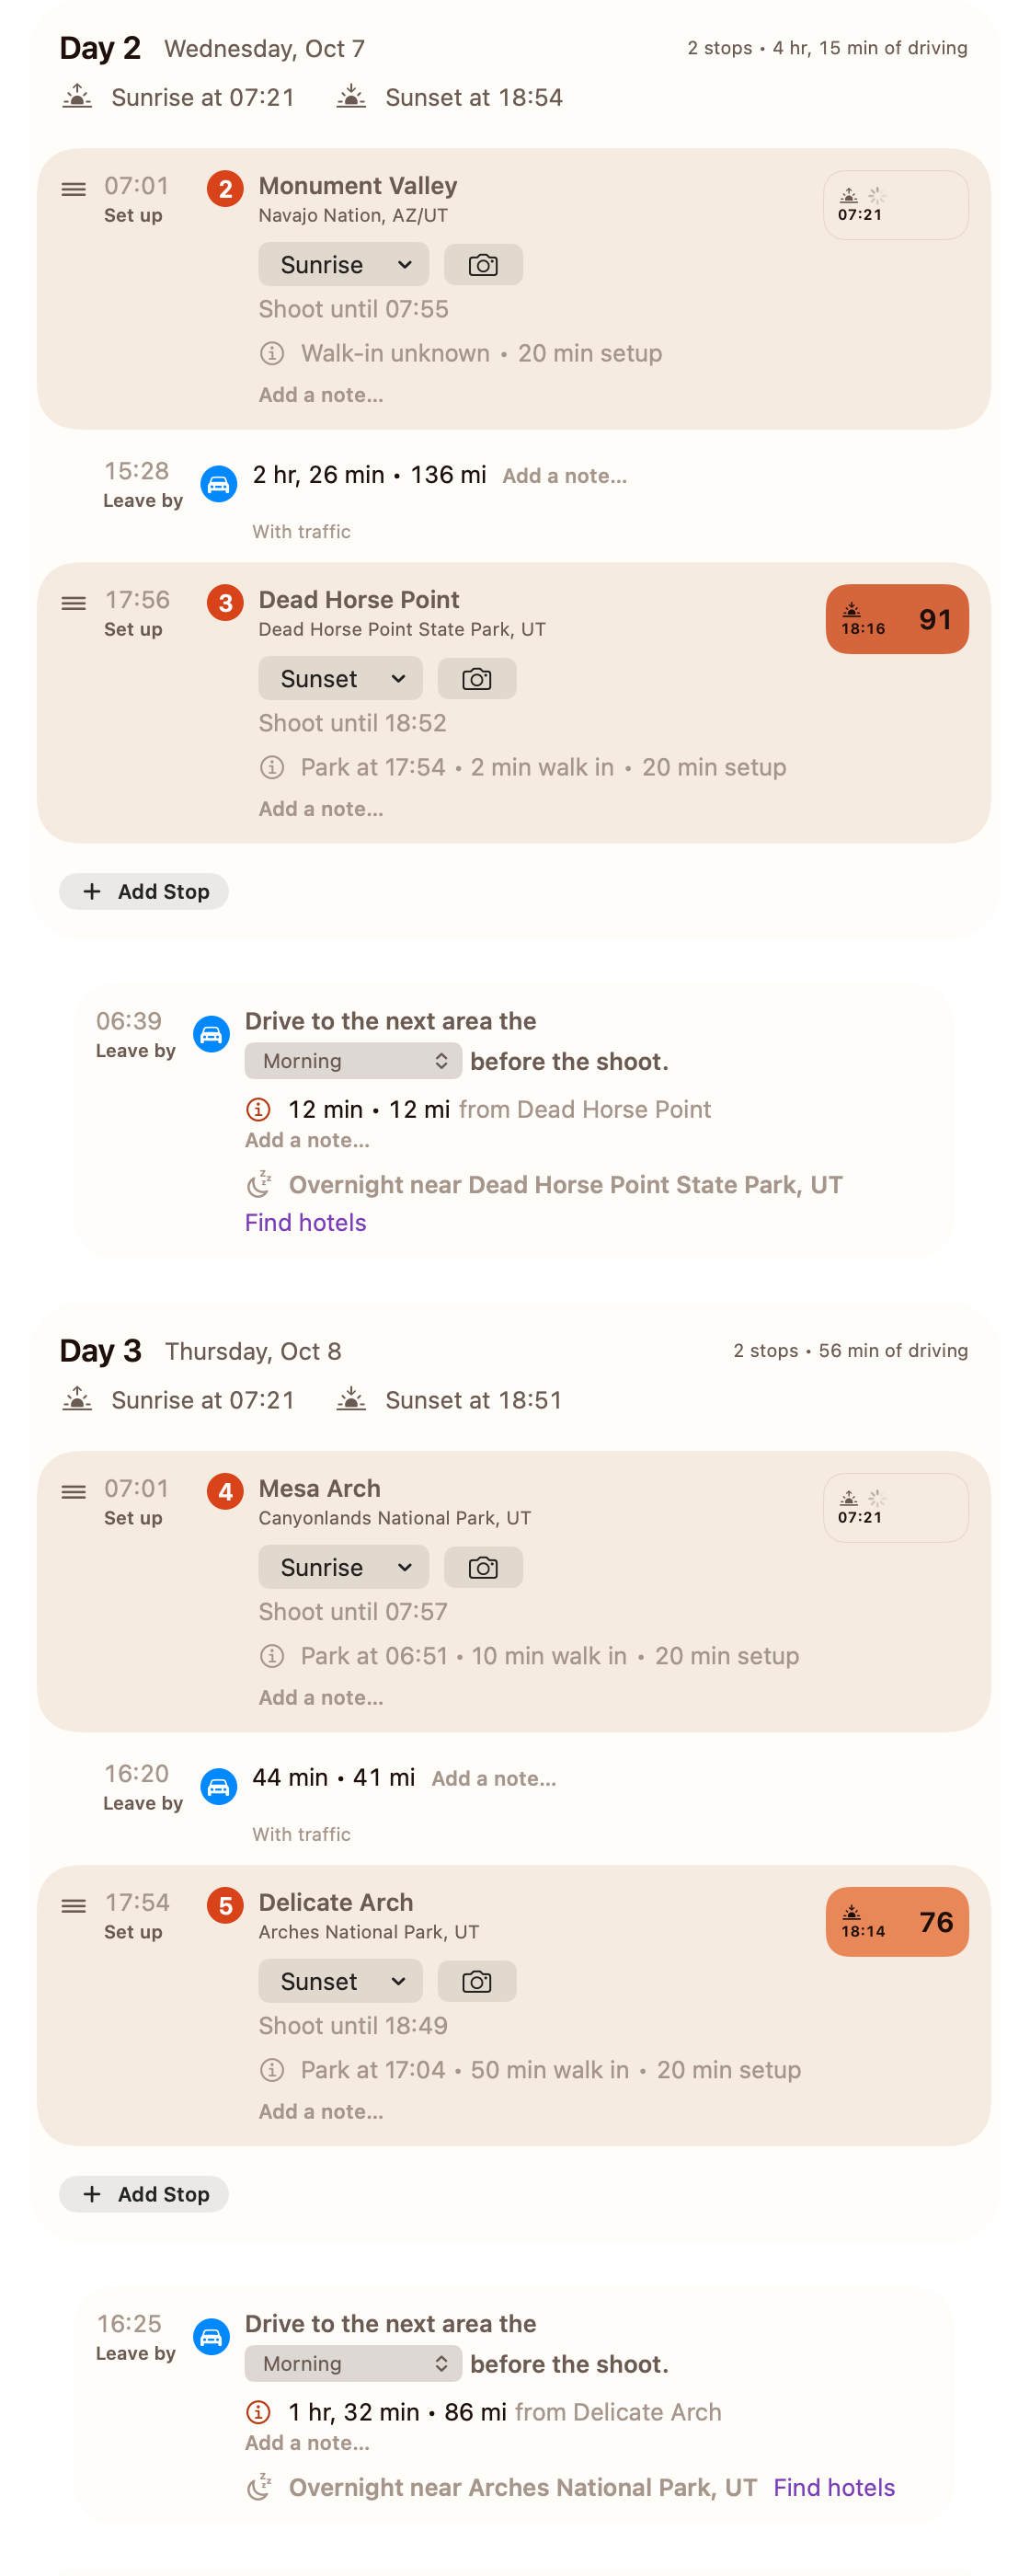 Day 2 Wednesday, Oct 7 2 stops • 4 hr, 15 min of driving
Sunrise at 07:21 Sunset at 18:54
07:01 2 Monument Valley
Set up Navajo Nation, AZ/UT
07:21
Sunrise
Shoot until 07:55
Walk-in unknown • 20 min setup
Add a note...
15:28 2 hr, 26 min • 136 mi Add a note...
Leave by
With traffic
17:56 3 Dead Horse Point
Set up Dead Horse Point State Park, UT
18:16 91
Sunset
Shoot until 18:52
Park at 17:54 • 2 min walk in • 20 min setup
Add a note...
+ Add Stop
06:39 Drive to the next area the
Leave by Morning before the shoot.
12 min • 12 mi from Dead Horse Point
Add a note...
zzz Overnight near Dead Horse Point State Park, UT
Find hotels
Day 3 Thursday, Oct 8 2 stops • 56 min of driving
Sunrise at 07:21 Sunset at 18:51
07:01 4 Mesa Arch
Set up Canyonlands National Park, UT
07:21
Sunrise
Shoot until 07:57
Park at 06:51 • 10 min walk in • 20 min setup
Add a note...
16:20 44 min • 41 mi Add a note...
Leave by
With traffic
17:54 5 Delicate Arch
Set up Arches National Park, UT
18:14 76
Sunset
Shoot until 18:49
Park at 17:04 • 50 min walk in • 20 min setup
Add a note...
+ Add Stop
16:25 Drive to the next area the
Leave by Morning before the shoot.
1 hr, 32 min • 86 mi from Delicate Arch
Add a note...
zzz Overnight near Arches National Park, UT Find hotels